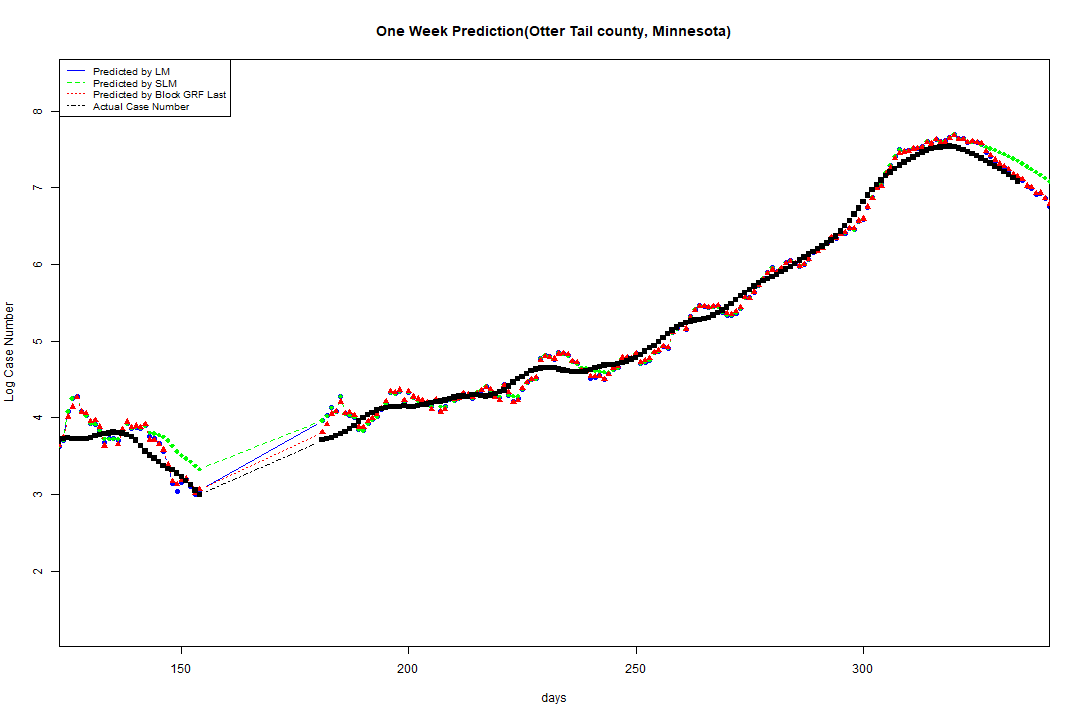 One Week Prediction(Otter Tail county, Minnesota)
Predicted by LM
Predicted by SLM
Predicted by Block GRF Last
Actual Case Number
8
7
6
5
4
3
2
Log Case Number
150 200 250 300
days